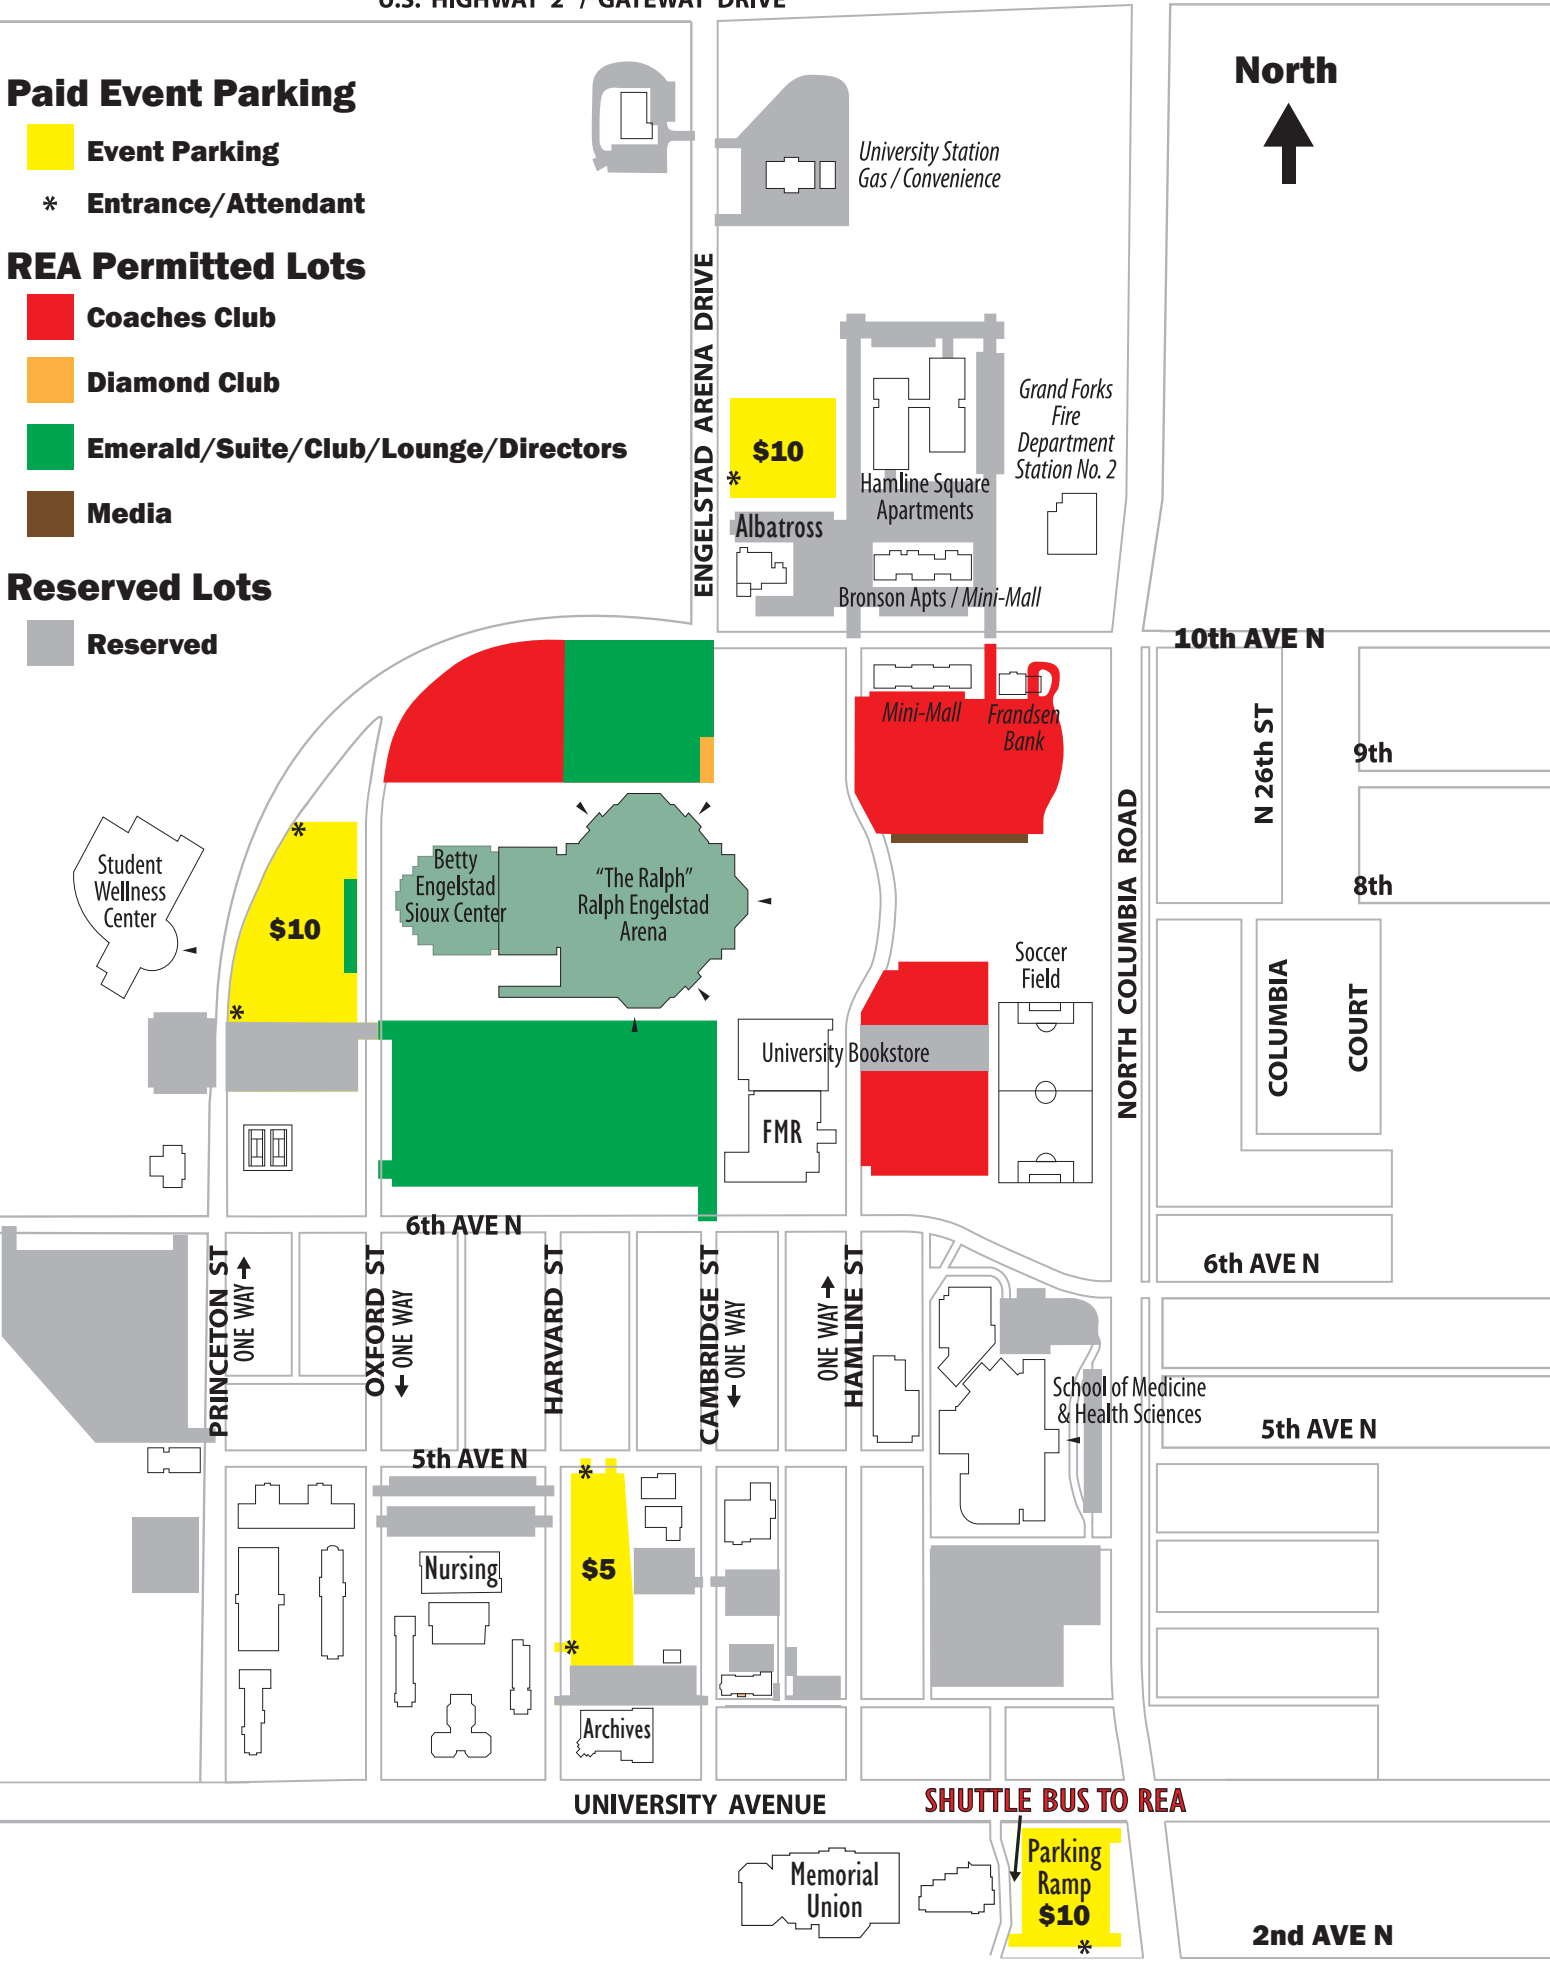 U.S. HIGHWAY 2 / GATEWAY DRIVE
North
Paid Event Parking
Event Parking
* Entrance/Attendant
REA Permitted Lots
Coaches Club
Diamond Club
Emerald/Suite/Club/Lounge/Directors
Media
Reserved Lots
Reserved
University Station
Gas / Convenience
ENGELSTAD ARENA DRIVE
$10
*
Grand Forks
Fire
Department
Station No. 2
Hamline Square
Apartments
Albatross
Bronson Apts / Mini-Mall
10th AVE N
Mini-Mall
Frandsen
Bank
N 26th ST
9th
8th
Student
Wellness
Center
*
$10
*
Betty
Engelstad
Sioux Center
“The Ralph”
Ralph Engelstad
Arena
Soccer
Field
NORTH COLUMBIA ROAD
COLUMBIA
COURT
University Bookstore
FMR
6th AVE N
6th AVE N
PRINCETON ST
ONE WAY
OXFORD ST
ONE WAY
HARVARD ST
CAMBRIDGE ST
ONE WAY
ONE WAY
HAMLINE ST
School of Medicine
& Health Sciences
5th AVE N
5th AVE N
*
$5
*
Nursing
Archives
UNIVERSITY AVENUE
SHUTTLE BUS TO REA
Memorial
Union
Parking
Ramp
$10
*
2nd AVE N